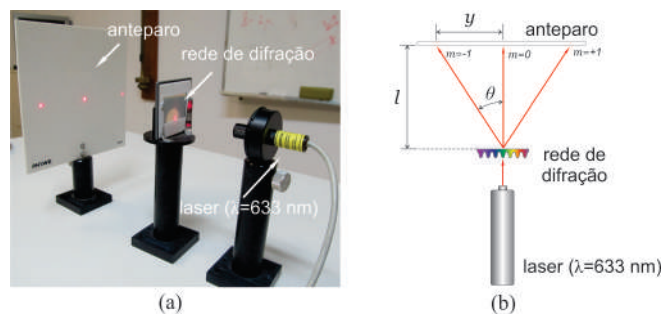 anteparo
rede de
difração
laser (λ=633 nm)
(a)
y
anteparo
m=-1
m=0
m=+1
l
θ
rede de
difração
laser (λ=633 nm)
(b)